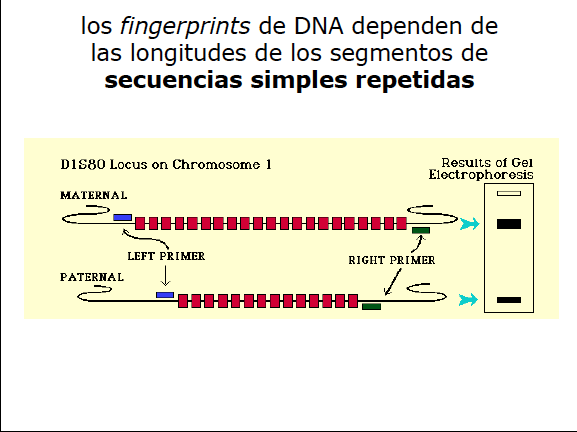 los fingerprints de DNA dependen de
las longitudes de los segmentos de
secuencias simples repetidas
D1S80 Locus on Chromosome 1
Results of Gel
Electrophoresis
MATERNAL
LEFT PRIMER
RIGHT PRIMER
PATERNAL